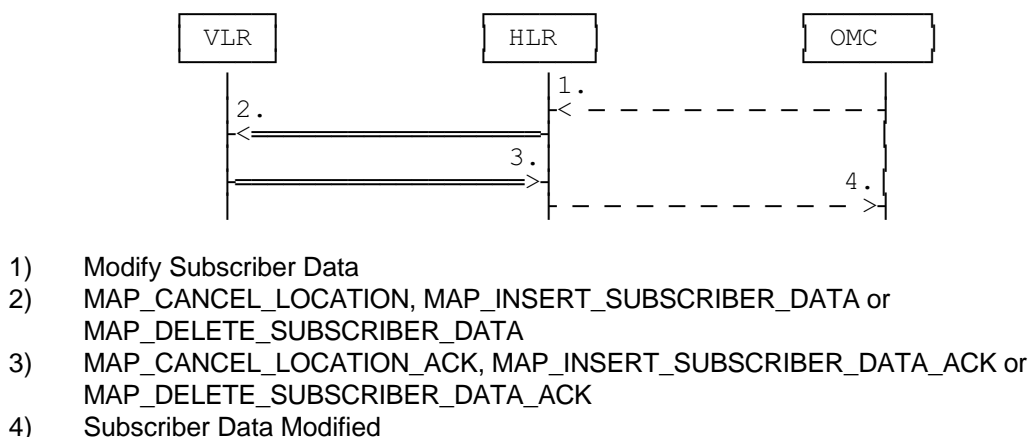 VLR HLR OMC
1.
2.
3.
4.
1) Modify Subscriber Data
2) MAP_CANCEL_LOCATION, MAP_INSERT_SUBSCRIBER_DATA or
MAP_DELETE_SUBSCRIBER_DATA
3) MAP_CANCEL_LOCATION_ACK, MAP_INSERT_SUBSCRIBER_DATA_ACK or
MAP_DELETE_SUBSCRIBER_DATA_ACK
4) Subscriber Data Modified